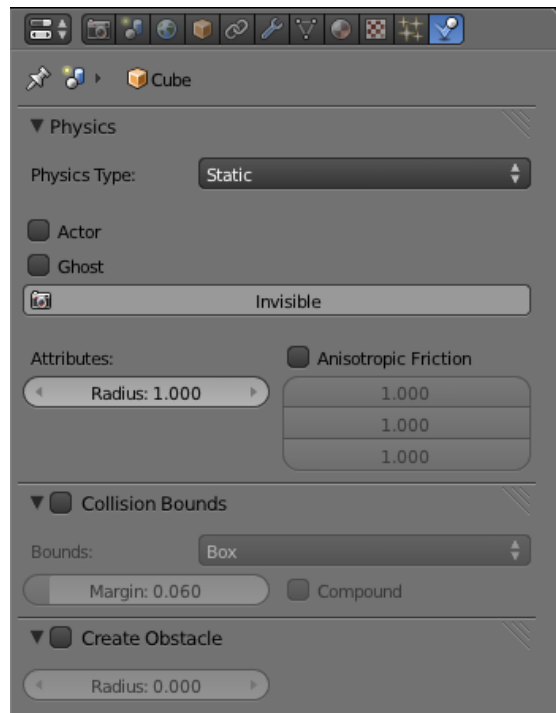 Cube
Physics
Physics Type: Static
Actor
Ghost
Invisible
Attributes: Anisotropic Friction
Radius: 1.000 1.000
1.000
1.000
Collision Bounds
Bounds: Box
Margin: 0.060 Compound
Create Obstacle
Radius: 0.000